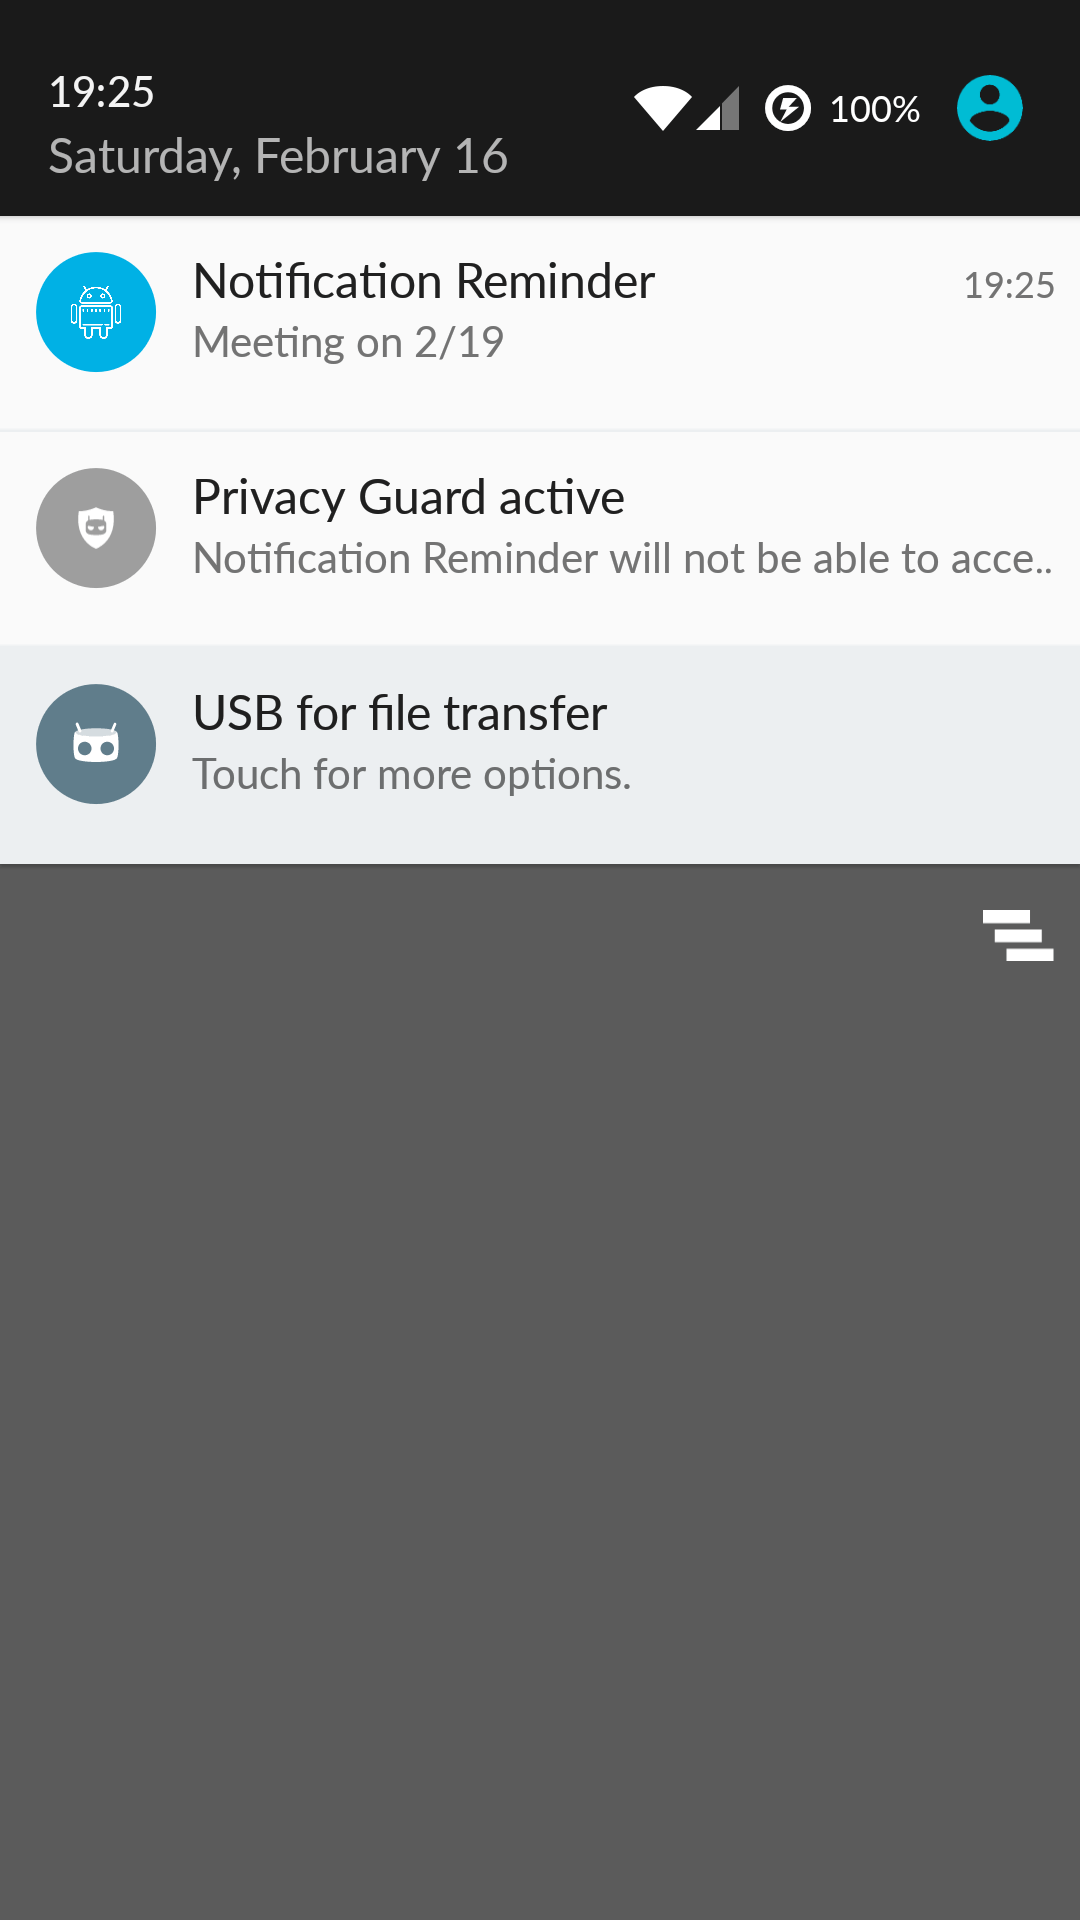 19:25
100%
Saturday, February 16
Notification Reminder
19:25
Meeting on 2/19
Privacy Guard active
Notification Reminder will not be able to acce..
USB for file transfer
Touch for more options.